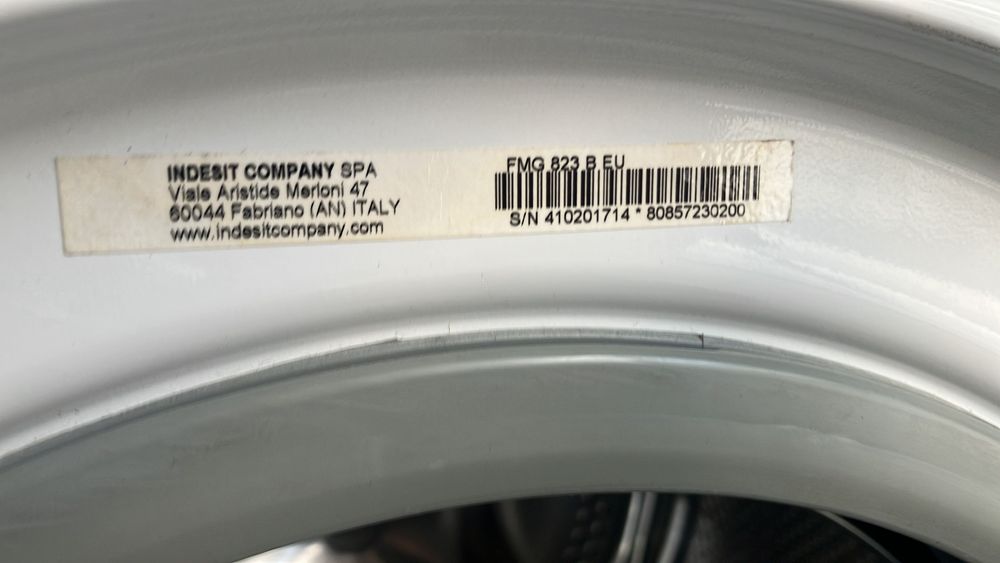 INDESIT COMPANY SPA
Viale Aristide Merloni 47
60044 Fabriano (AN) ITALY
www.indesitcompany.com
FMG 823 B EU
S/N 410201714 * 80857230200